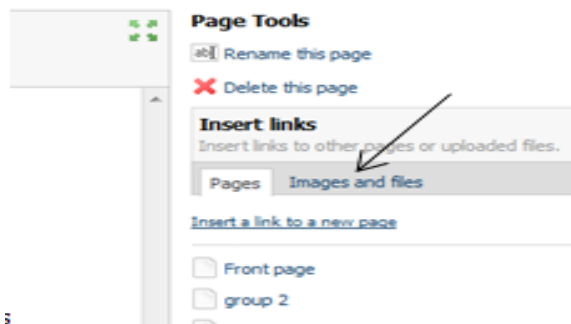 Page Tools
Rename this page
Delete this page
Insert links
Insert links to other pages or uploaded files.
Pages
Images and files
Insert a link to a new page
Front page
group 2
s